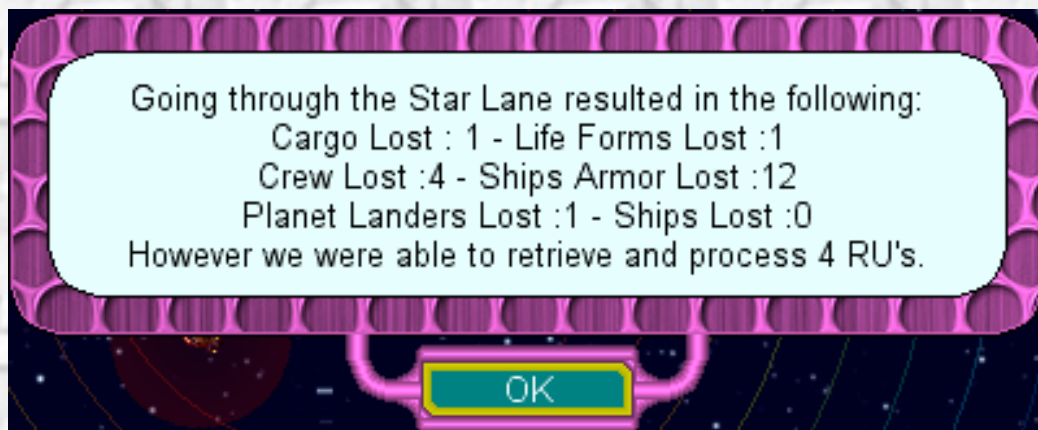 Going through the Star Lane resulted in the following:
Cargo Lost : 1 - Life Forms Lost :1
Crew Lost :4 - Ships Armor Lost :12
Planet Landers Lost :1 - Ships Lost :0
However we were able to retrieve and process 4 RU's.
OK